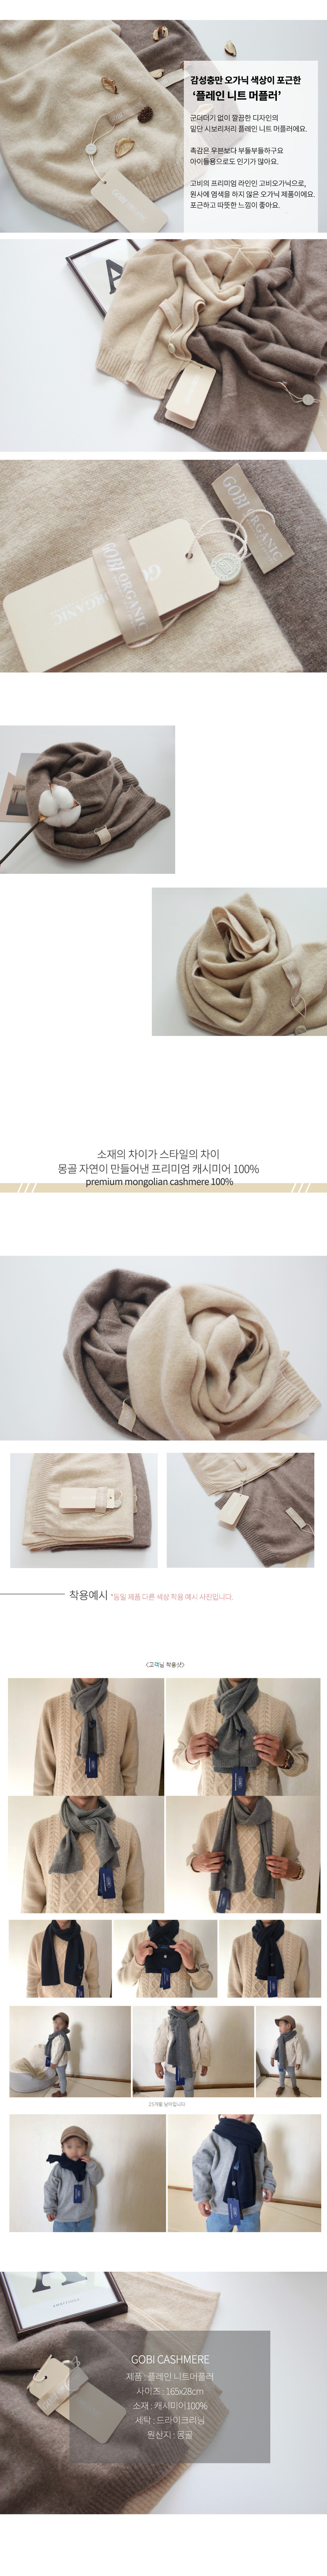 감성충만 오가닉 색상이 포근한
‘플레인 니트 머플러’
군더더기 없이 깔끔한 디자인의
밑단 시보리처리 플레인 니트 머플러에요.
촉감은 우븐보다 부들부들하구요
아이들용으로도 인기가 많아요.
고비의 프리미엄 라인인 고비오가닉으로,
원사에 염색을 하지 않은 오가닉 제품이에요.
포근하고 따뜻한 느낌이 좋아요.
A
GOBI ORGANIC
GOBI ORGANIC
소재의 차이가 스타일의 차이
몽골 자연이 만들어낸 프리미엄 캐시미어 100%
premium mongolian cashmere 100%
착용예시 *동일 제품 다른 색상 착용 예시 사진입니다.
<고객님 착용샷>
A
GOBI CASHMERE
제품 : 플레인 니트머플러
사이즈 : 165x28cm
소재 : 캐시미어100%
세탁 : 드라이크리닝
원산지 : 몽골